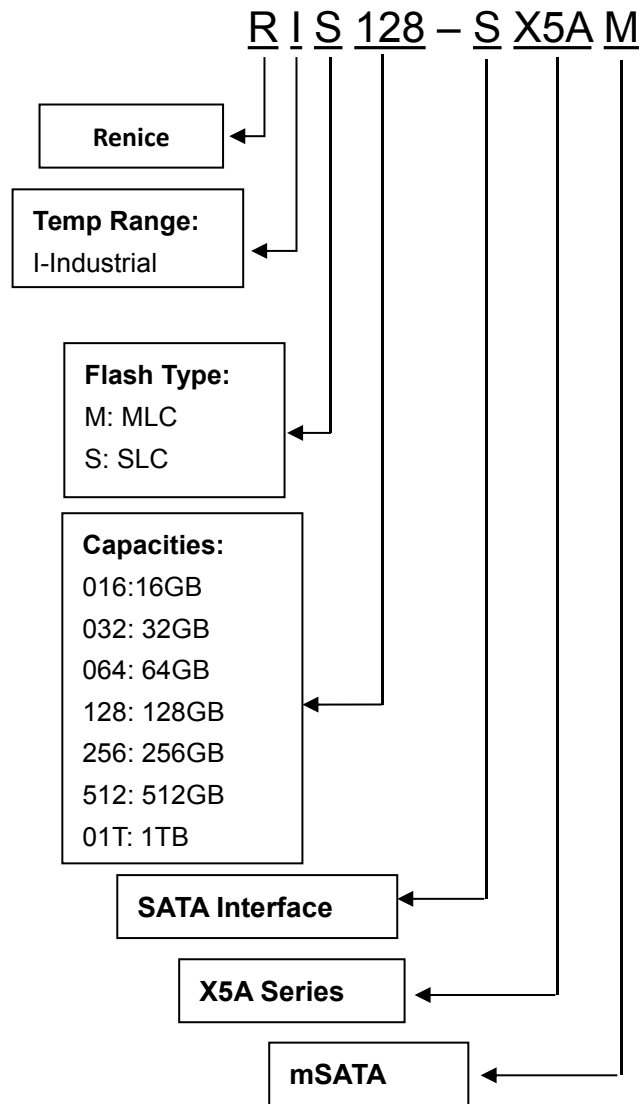 R I S 128 – S X5A M
Renice
Temp Range:
I-Industrial
Flash Type:
M: MLC
S: SLC
Capacities:
016:16GB
032: 32GB
064: 64GB
128: 128GB
256: 256GB
512: 512GB
01T: 1TB
SATA Interface
X5A Series
mSATA